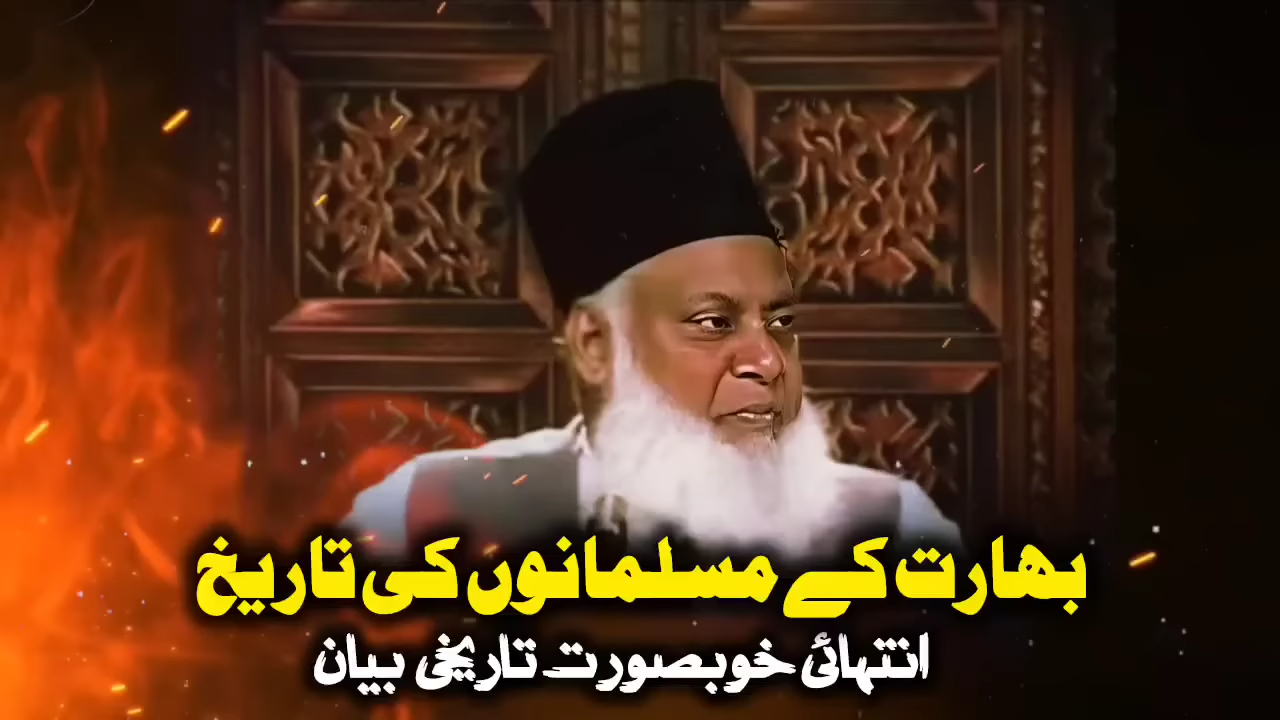 بھارت کے مسلمانوں کی تاریخ
انتہائی خوبصورت تاریخی بیان